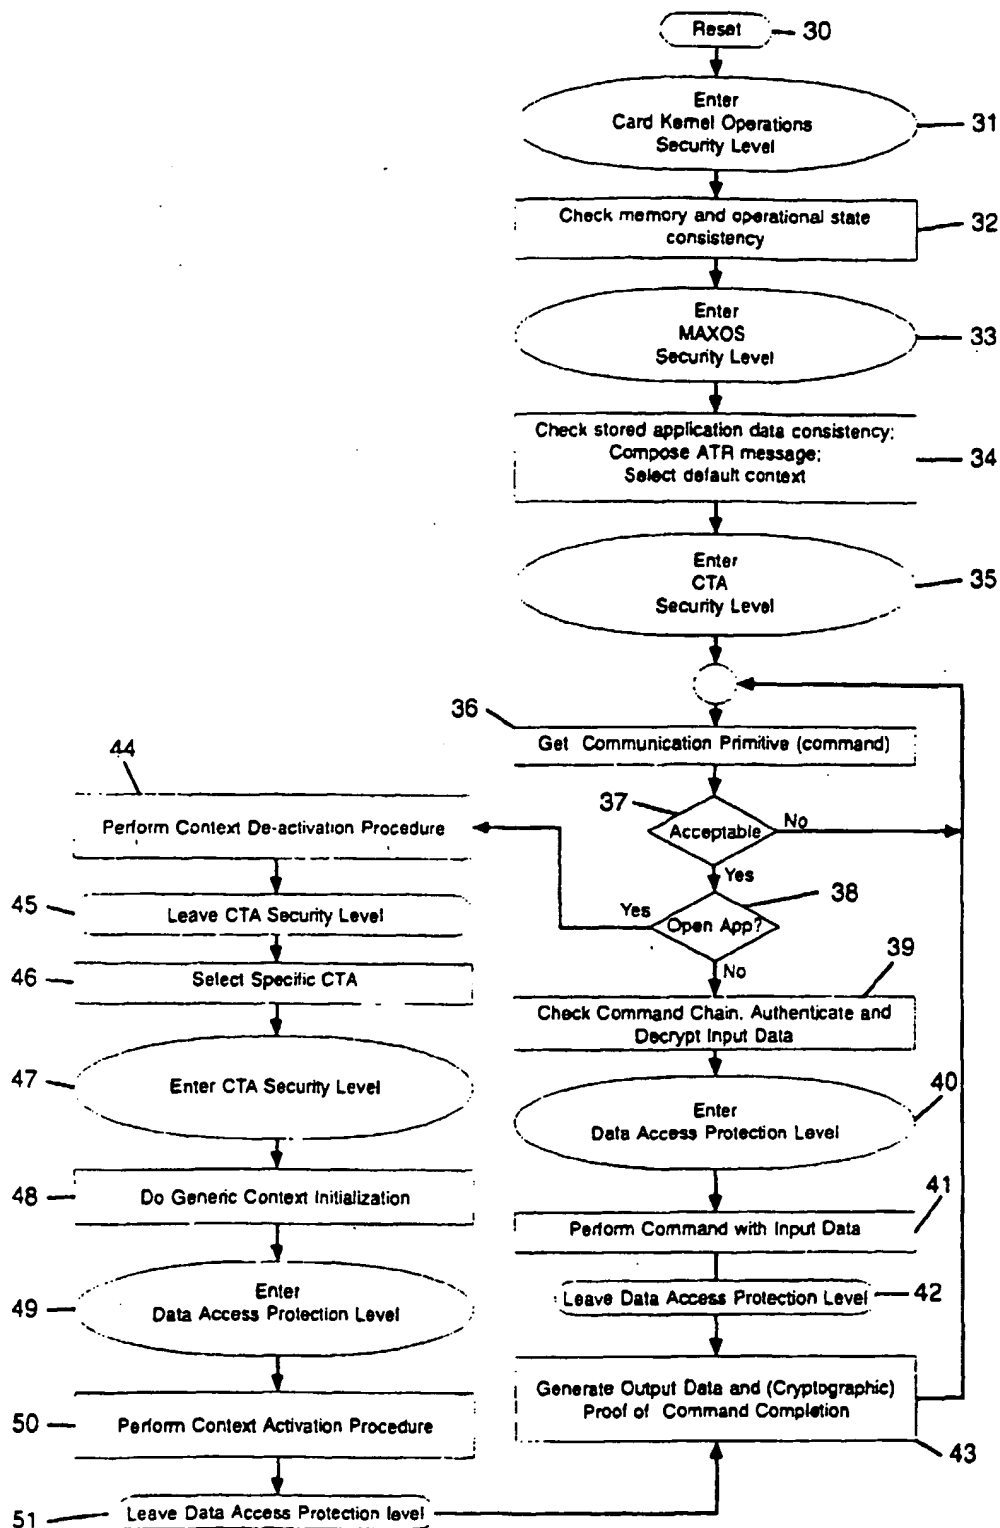 Reset
30
Enter
Card Kernel Operations
Security Level
31
Check memory and operational state
consistency
32
Enter
MAXOS
Security Level
33
Check stored application data consistency;
Compose ATR message;
Select default context
34
Enter
CTA
Security Level
35
36
Get Communication Primitive (command)
37
Acceptable
No
Yes
38
Open App?
Yes
No
39
Check Command Chain, Authenticate and
Decrypt Input Data
40
Enter
Data Access Protection Level
41
Perform Command with Input Data
Leave Data Access Protection Level
42
Generate Output Data and (Cryptographic)
Proof of Command Completion
43
44
Perform Context De-activation Procedure
45
Leave CTA Security Level
46
Select Specific CTA
47
Enter CTA Security Level
48
Do Generic Context Initialization
49
Enter
Data Access Protection Level
50
Perform Context Activation Procedure
51
Leave Data Access Protection level